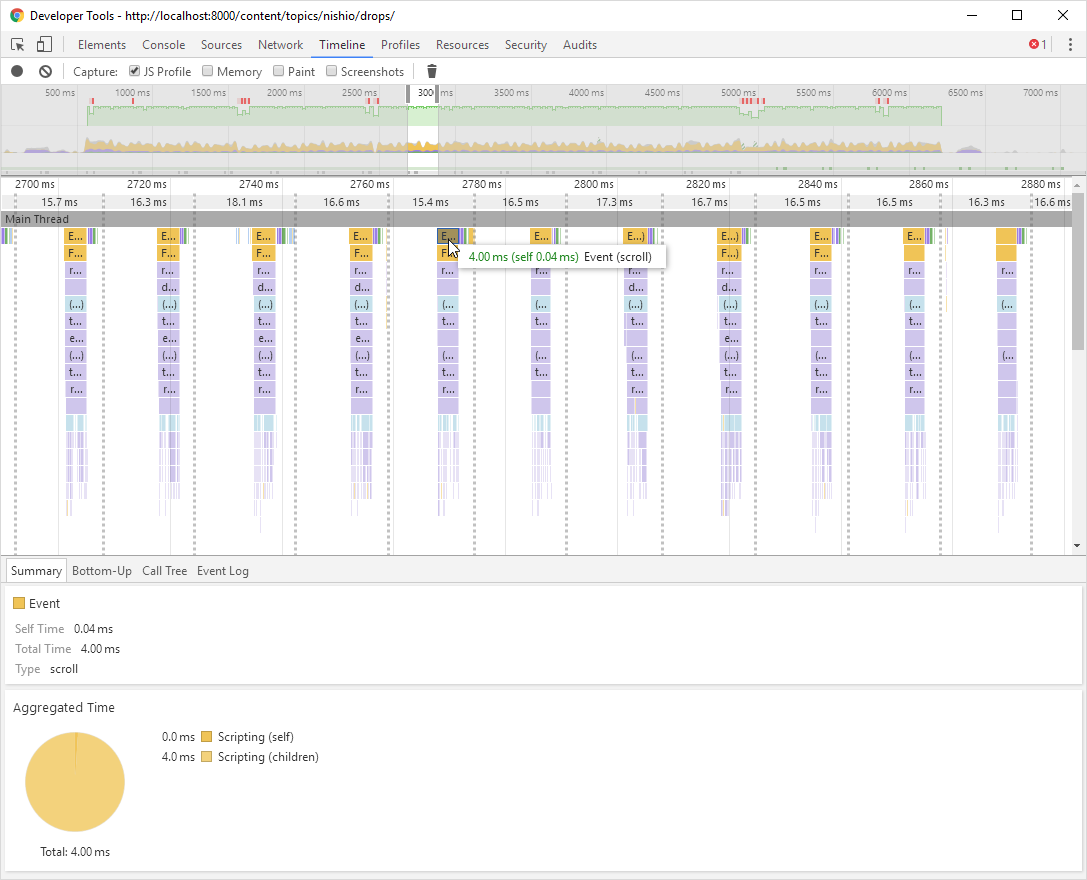 Developer Tools - http://localhost:8000/content/topics/nishio/drops/
Elements Console Sources Network Timeline Profiles Resources Security Audits 1
Capture: JS Profile Memory Paint Screenshots
500 ms 1000 ms 1500 ms 2000 ms 2500 ms 3000 ms 3500 ms 4000 ms 4500 ms 5000 ms 5500 ms 6000 ms 6500 ms 7000 ms
2700 ms 2720 ms 2740 ms 2760 ms 2780 ms 2800 ms 2820 ms 2840 ms 2860 ms 2880 ms
15.7 ms 16.3 ms 18.1 ms 16.6 ms 15.4 ms 16.5 ms 17.3 ms 16.7 ms 16.5 ms 16.5 ms 16.3 ms 16.6 ms
Main Thread
E... E... E... E... E... E... E...) E...) E... E...
F... F... F... F... F... F...) F...
4.00 ms (self 0.04 ms) Event (scroll)
r... r... r... r... r... r... r... r... r... r...
d... d... d... d... d...
(...) (...) (...) (...) (... (... (...) (...) (...) (... (...
t... t... t... t... t... t... t... t... t... t...
e... e... e... e...
(...) (...) (...) (...) (... (... (... (...) (... (... (...
t... t... t... t... t... t... t... t... t... t...
r... r... r... r... r... r... r... r... r...
Summary Bottom-Up Call Tree Event Log
Event
Self Time 0.04 ms
Total Time 4.00 ms
Type scroll
Aggregated Time
0.0 ms Scripting (self)
4.0 ms Scripting (children)
Total: 4.00 ms